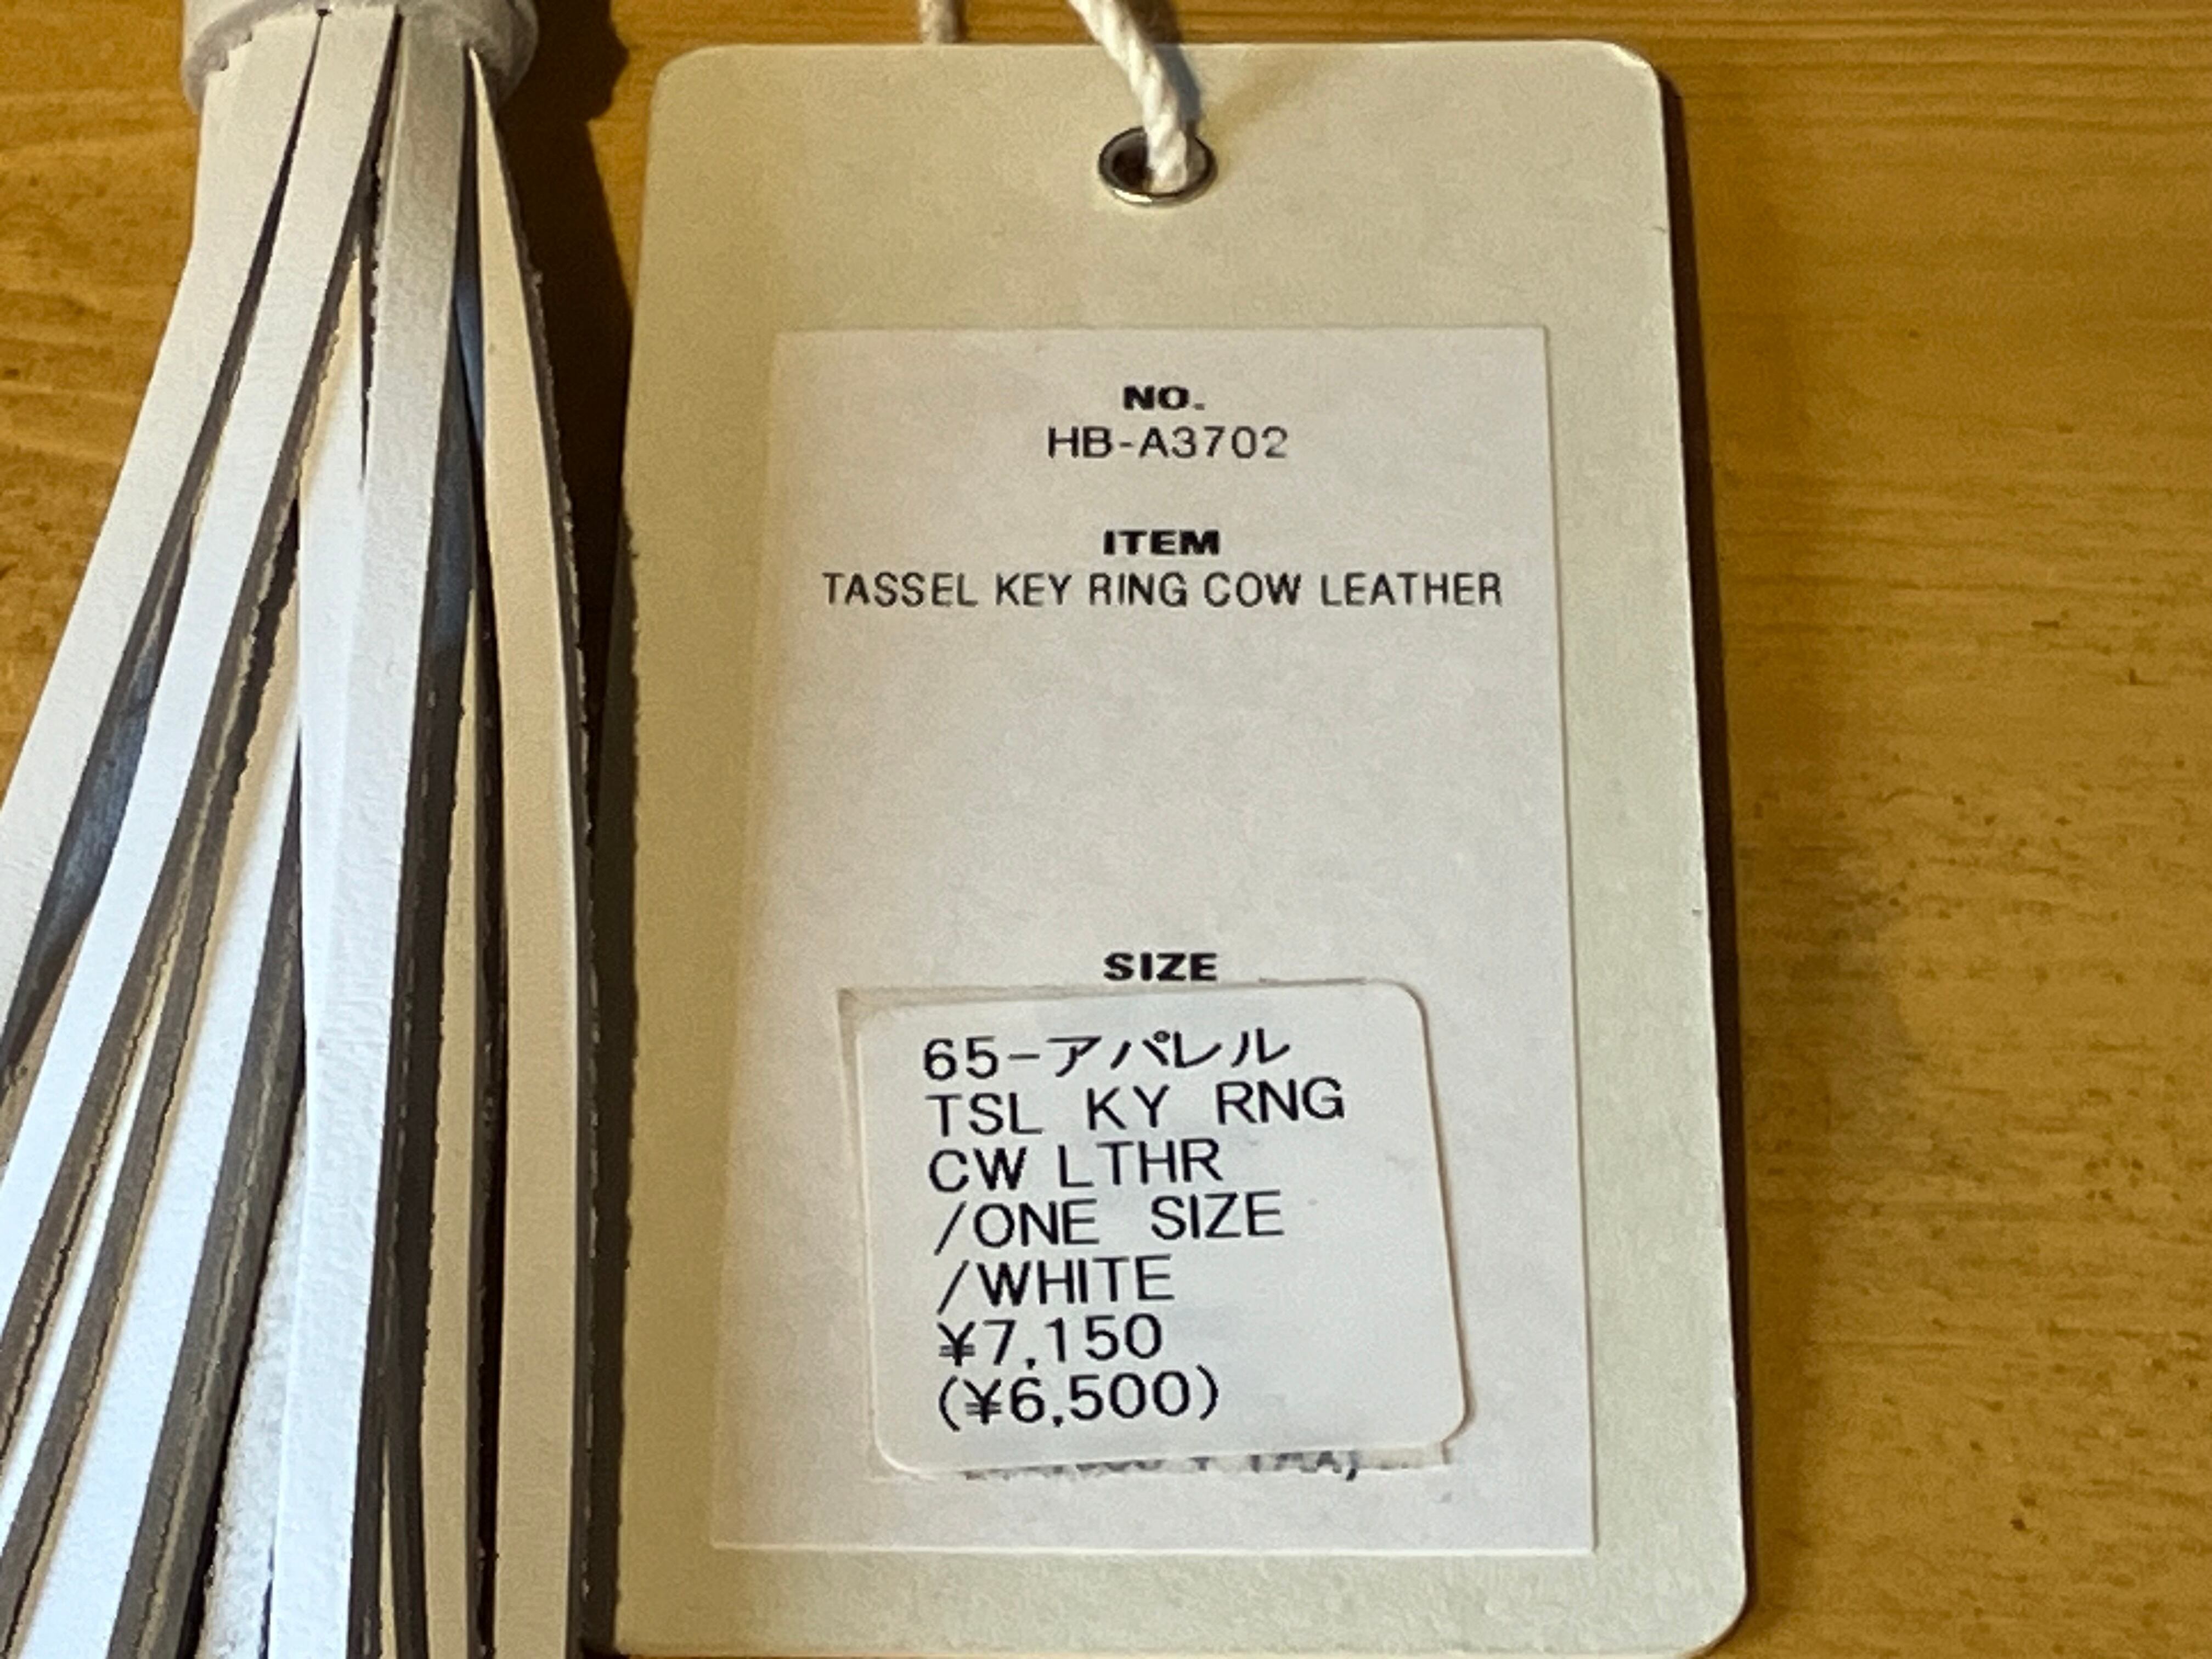 NO.
HB-A3702
ITEM
TASSEL KEY RING COW LEATHER
SIZE
65-アパレル
TSL KY RNG
CW LTHR
/ONE SIZE
/WHITE
¥7,150
(¥6,500)